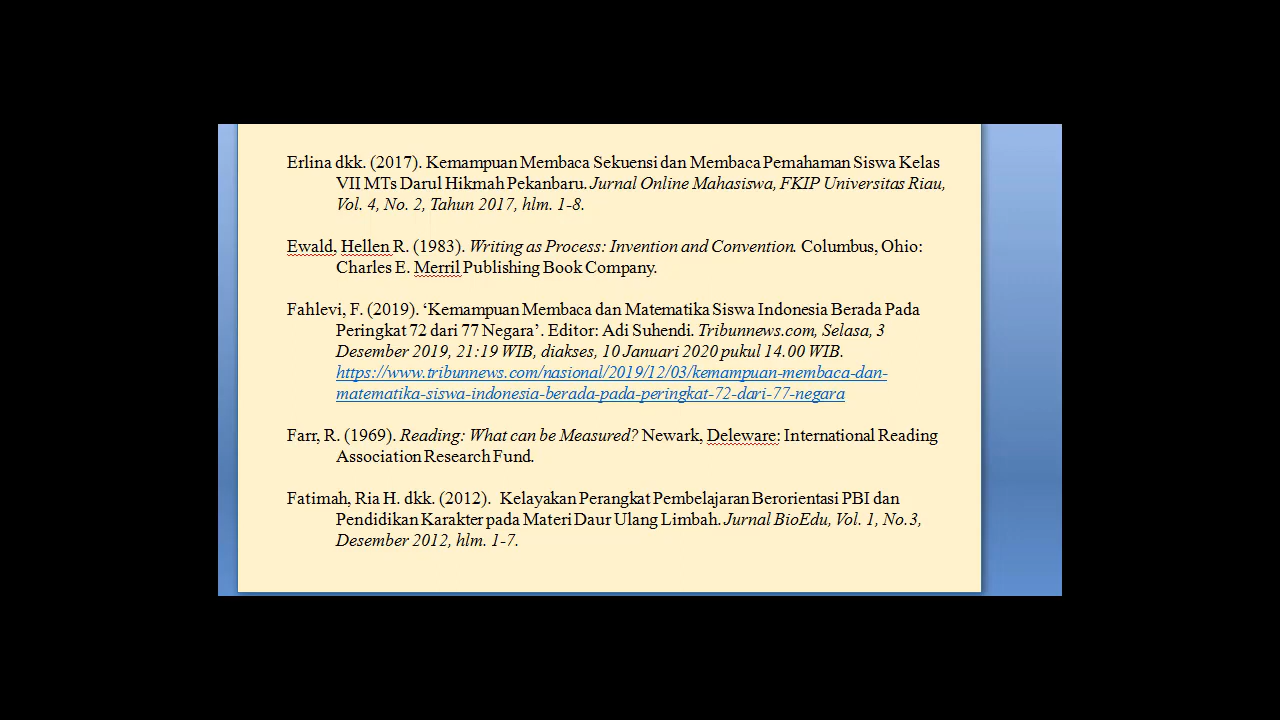 Erlina dkk. (2017). Kemampuan Membaca Sekuensi dan Membaca Pemahaman Siswa Kelas
VII MTs Darul Hikmah Pekanbaru. Jurnal Online Mahasiswa, FKIP Universitas Riau,
Vol. 4, No. 2, Tahun 2017, hlm. 1-8.
Ewald, Hellen R. (1983). Writing as Process: Invention and Convention. Columbus, Ohio:
Charles E. Merril Publishing Book Company.
Fahlevi, F. (2019). ‘Kemampuan Membaca dan Matematika Siswa Indonesia Berada Pada
Peringkat 72 dari 77 Negara’. Editor: Adi Suhendi. Tribunnews.com, Selasa, 3
Desember 2019, 21:19 WIB, diakses, 10 Januari 2020 pukul 14.00 WIB.
https://www.tribunnews.com/nasional/2019/12/03/kemampuan-membaca-dan-
matematika-siswa-indonesia-berada-pada-peringkat-72-dari-77-negara
Farr, R. (1969). Reading: What can be Measured? Newark, Deleware: International Reading
Association Research Fund.
Fatimah, Ria H. dkk. (2012).  Kelayakan Perangkat Pembelajaran Berorientasi PBI dan
Pendidikan Karakter pada Materi Daur Ulang Limbah. Jurnal BioEdu, Vol. 1, No.3,
Desember 2012, hlm. 1-7.